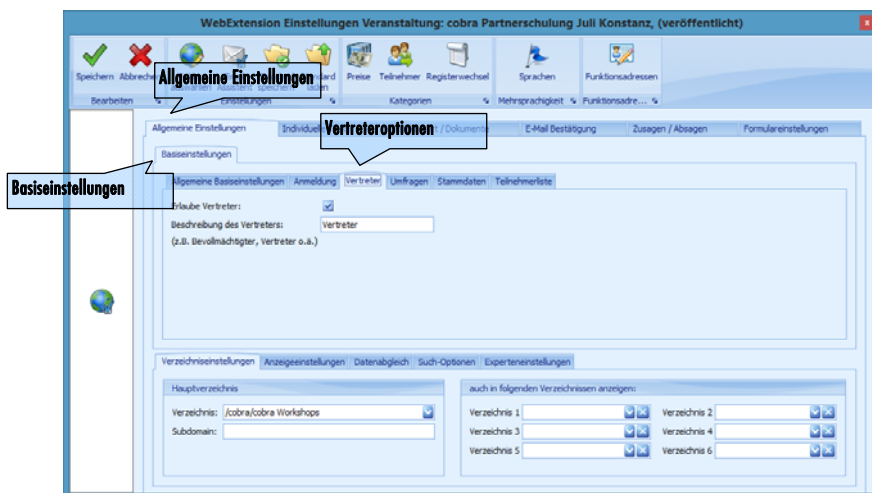 WebExtension Einstellungen Veranstaltung: cobra Partnerschulung Juli Konstanz, (veröffentlicht)
Speichern Abbrechen Preise Teilnehmer Registerwechsel Sprachen Funktionsadressen
Allgemeine Einstellungen
Bearbeiten Einstellungen Kategorien Mehrsprachigkeit Funktionsadre...
Vertreteroptionen
Allgemeine Einstellungen / Dokumente E-Mail Bestätigung Zusagen / Absagen Formulareinstellungen
Basiseinstellungen
Basiseinstellungen
Allgemeine Basiseinstellungen Anmeldung Vertreter Umfragen Stammdaten Teilnehmerliste
Erlaube Vertreter:
Beschreibung des Vertreters: Vertreter
(z.B. Bevollmächtigter, Vertreter o.ä.)
Verzeichniseinstellungen Anzeigeeinstellungen Datenabgleich Such-Optionen Experteneinstellungen
Hauptverzeichnis auch in folgenden Verzeichnissen anzeigen:
Verzeichnis: /cobra/cobra Workshops Verzeichnis 1 Verzeichnis 2
Subdomain: Verzeichnis 3 Verzeichnis 4
Verzeichnis 5 Verzeichnis 6